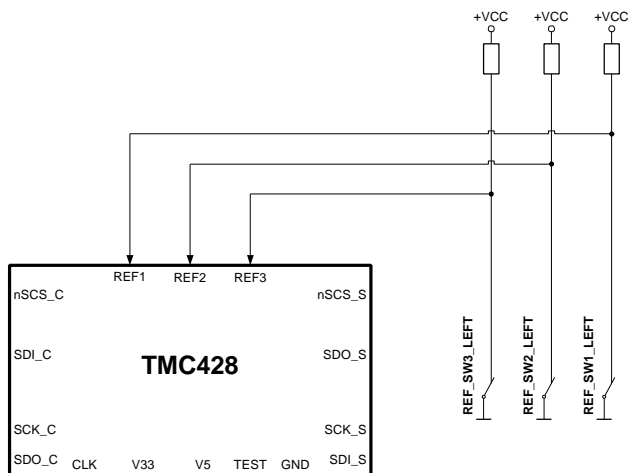 +VCC +VCC +VCC
REF1 REF2 REF3
nSCS_C nSCS_S
SDI_C TMC428 SDO_S
REF_SW3_LEFT
REF_SW2_LEFT
REF_SW1_LEFT
SCK_C SCK_S
SDO_C CLK V33 V5 TEST GND SDI_S